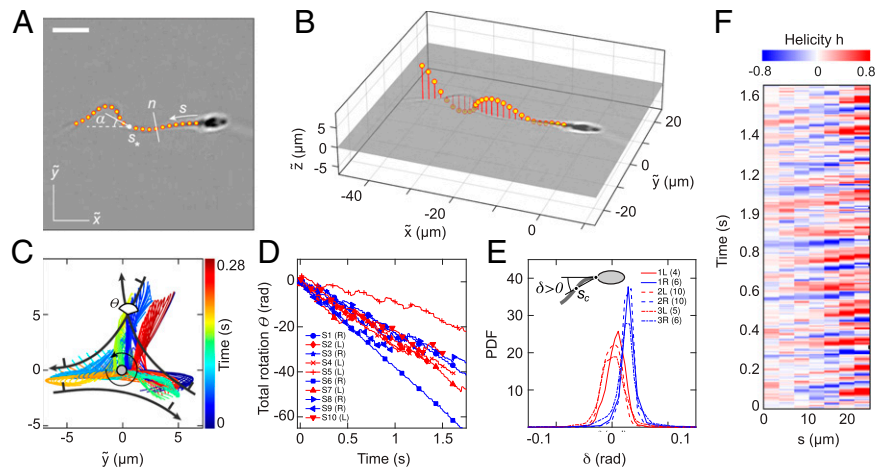 A
n
s
α
s*
ỹ
x̃
B
5
0
-5
z̃ (μm)
-40
-20
0
x̃ (μm)
20
0
-20
ỹ (μm)
C
5
0
-5
-7
0
7
ỹ (μm)
Θ
0.28
Time (s)
0
D
0
-20
-40
-60
Total rotation Θ (rad)
0
0.5
1
1.5
Time (s)
S1 (R)
S2 (L)
S3 (R)
S4 (L)
S5 (L)
S6 (R)
S7 (L)
S8 (R)
S9 (R)
S10 (L)
E
40
30
20
10
PDF
δ>0
s_c
1L (4)
1R (6)
2L (10)
2R (10)
3L (5)
3R (6)
-0.1
0
0.1
δ (rad)
F
Helicity h
-0.8
0
0.8
1.6
1.4
1.2
1.0
0.8
0.6
0.4
0.2
0
Time (s)
0
10
20
s (μm)